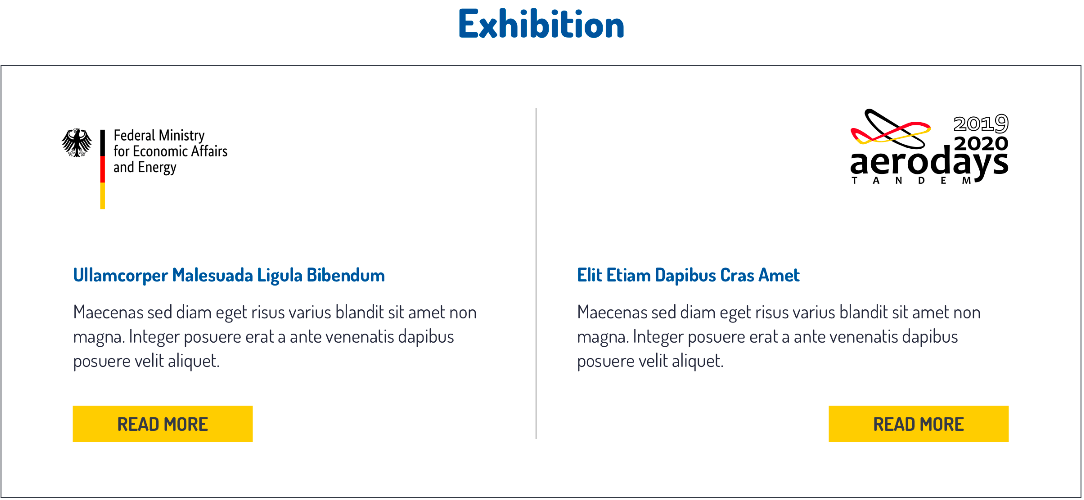 Exhibition
Federal Ministry
for Economic Affairs
and Energy
2019
2020
aerodays
TANDEM
Ullamcorper Malesuada Ligula Bibendum
Maecenas sed diam eget risus varius blandit sit amet non
magna. Integer posuere erat a ante venenatis dapibus
posuere velit aliquet.
READ MORE
Elit Etiam Dapibus Cras Amet
Maecenas sed diam eget risus varius blandit sit amet non
magna. Integer posuere erat a ante venenatis dapibus
posuere velit aliquet.
READ MORE